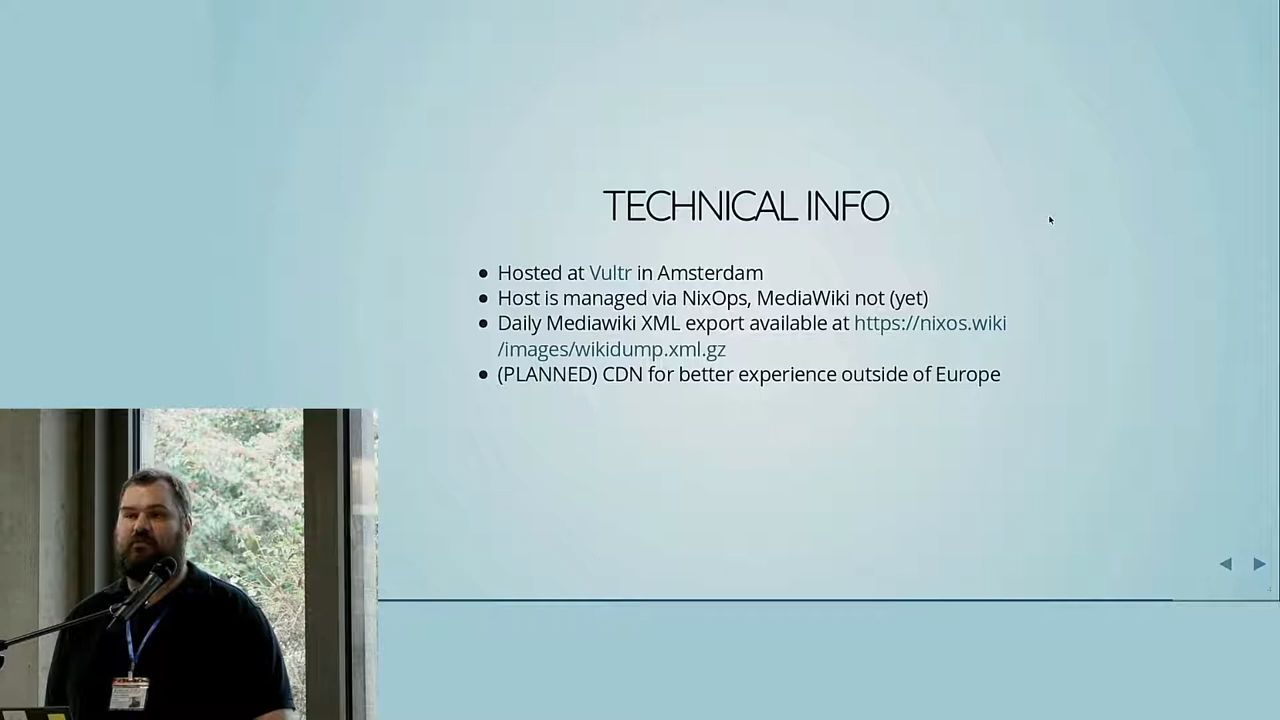 TECHNICAL INFO
Hosted at Vultr in Amsterdam
Host is managed via NixOps, MediaWiki not (yet)
Daily Mediawiki XML export available at https://nixos.wiki
/images/wikidump.xml.gz
(PLANNED) CDN for better experience outside of Europe